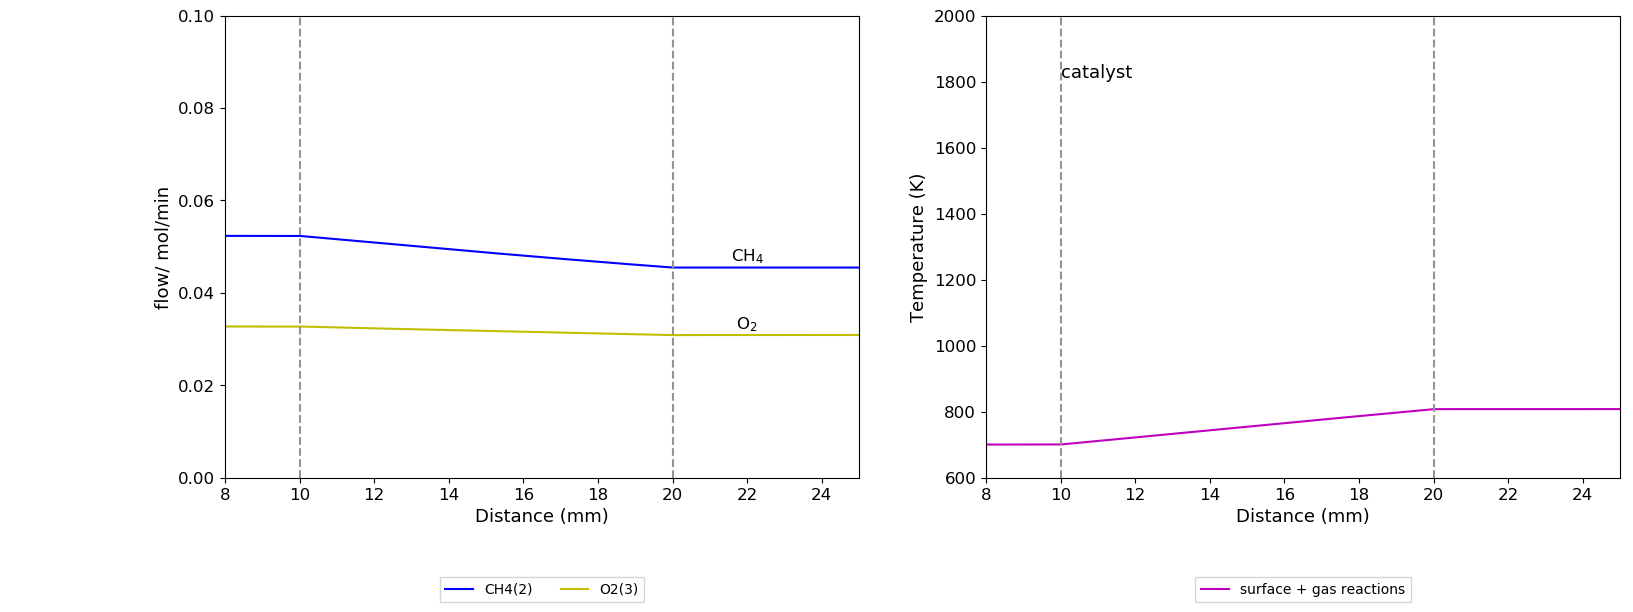 flow/ mol/min
0.10
0.08
0.06
0.04
0.02
0.00
CH₄
O₂
8 10 12 14 16 18 20 22 24
Distance (mm)
CH4(2) O2(3)
Temperature (K)
2000
1800
1600
1400
1200
1000
800
600
catalyst
8 10 12 14 16 18 20 22 24
Distance (mm)
surface + gas reactions